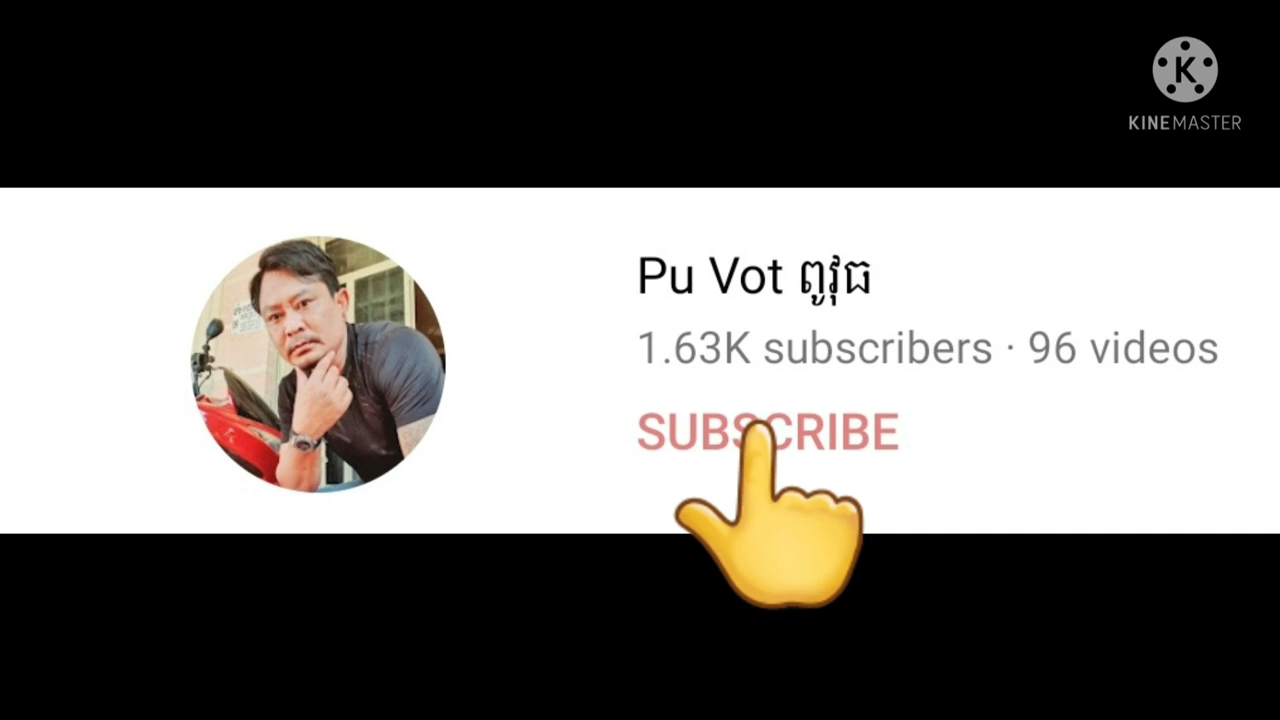 K
KINEMASTER
Pu Vot ពូវុធ
1.63K subscribers · 96 videos
SUBSCRIBE